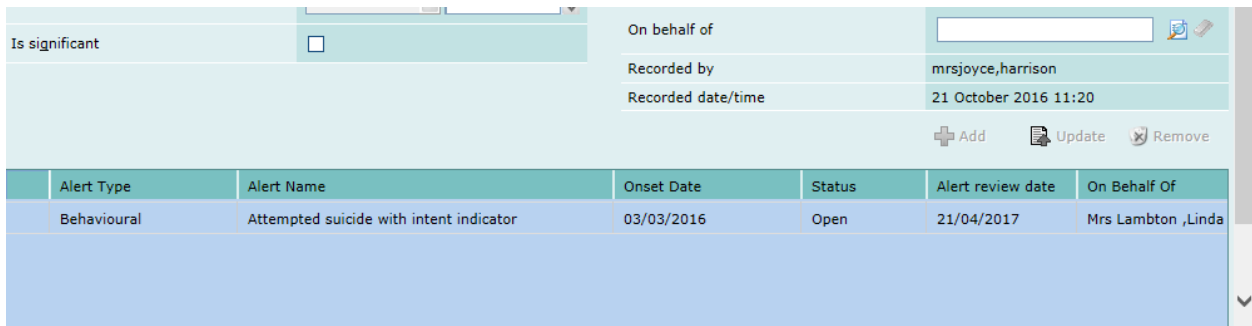 Is significant
On behalf of
Recorded by mrsjoyce,harrison
Recorded date/time 21 October 2016 11:20
Add Update Remove
Alert Type Alert Name Onset Date Status Alert review date On Behalf Of
Behavioural Attempted suicide with intent indicator 03/03/2016 Open 21/04/2017 Mrs Lambton ,Linda